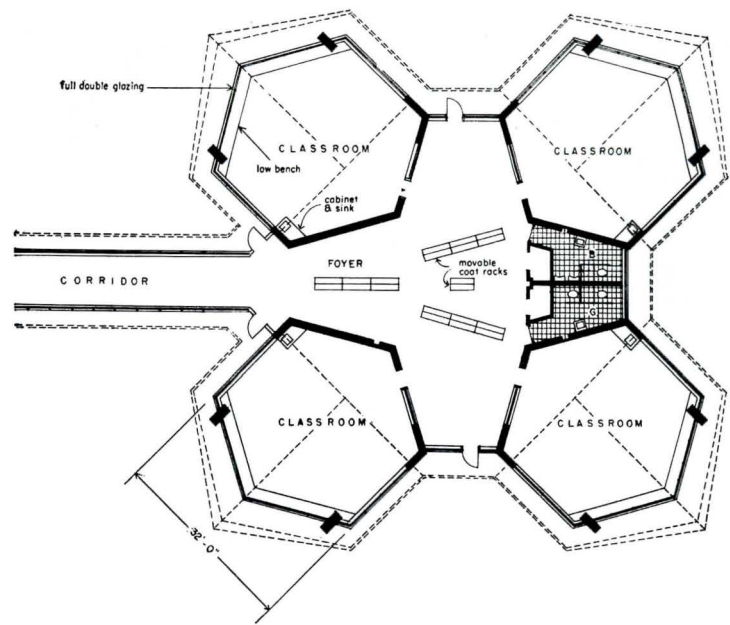 full double glazing
CLASSROOM
CLASSROOM
low bench
cabinet
& sink
FOYER
movable
coat racks
B
CORRIDOR
G
CLASSROOM
CLASSROOM
32'-0"